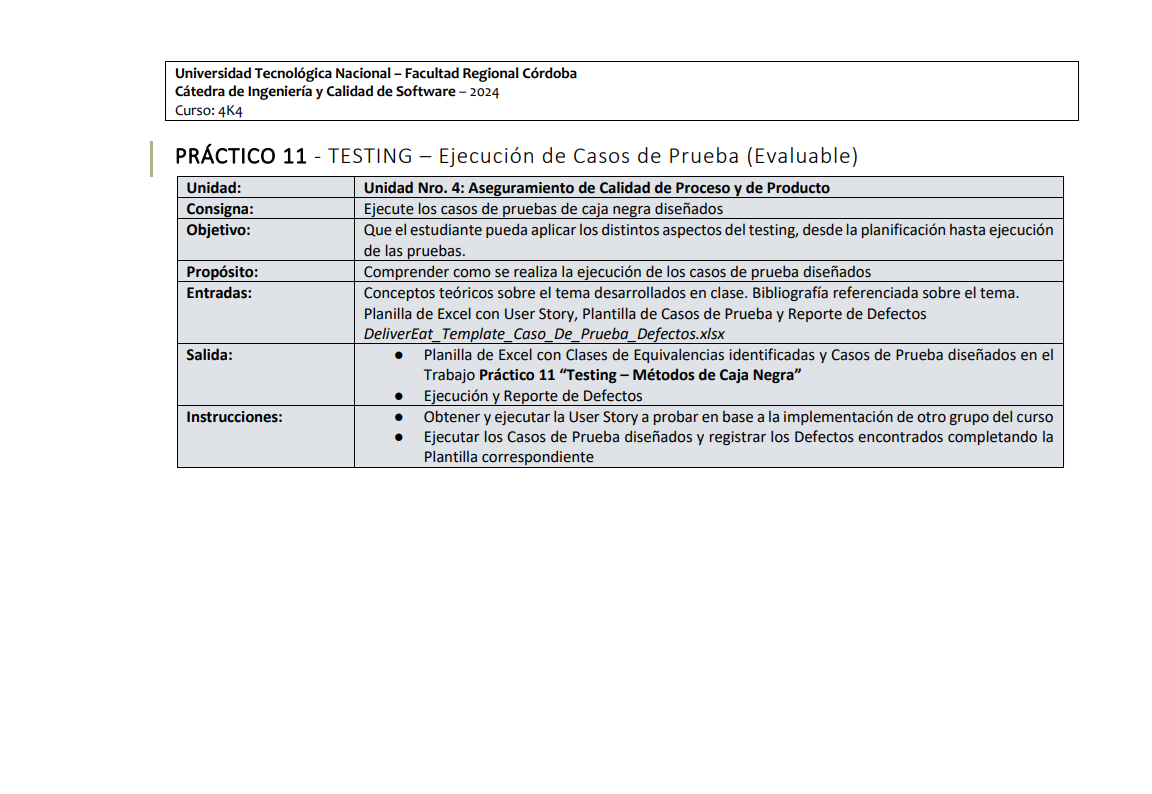 Universidad Tecnológica Nacional – Facultad Regional Córdoba
Cátedra de Ingeniería y Calidad de Software – 2024
Curso: 4K4
PRÁCTICO 11 - TESTING – Ejecución de Casos de Prueba (Evaluable)
Unidad: Unidad Nro. 4: Aseguramiento de Calidad de Proceso y de Producto
Consigna: Ejecute los casos de pruebas de caja negra diseñados
Objetivo: Que el estudiante pueda aplicar los distintos aspectos del testing, desde la planificación hasta ejecución
de las pruebas.
Propósito: Comprender como se realiza la ejecución de los casos de prueba diseñados
Entradas: Conceptos teóricos sobre el tema desarrollados en clase. Bibliografía referenciada sobre el tema.
Planilla de Excel con User Story, Plantilla de Casos de Prueba y Reporte de Defectos
DeliverEat_Template_Caso_De_Prueba_Defectos.xlsx
Salida: ● Planilla de Excel con Clases de Equivalencias identificadas y Casos de Prueba diseñados en el
Trabajo Práctico 11 “Testing – Métodos de Caja Negra”
● Ejecución y Reporte de Defectos
Instrucciones: ● Obtener y ejecutar la User Story a probar en base a la implementación de otro grupo del curso
● Ejecutar los Casos de Prueba diseñados y registrar los Defectos encontrados completando la
Plantilla correspondiente